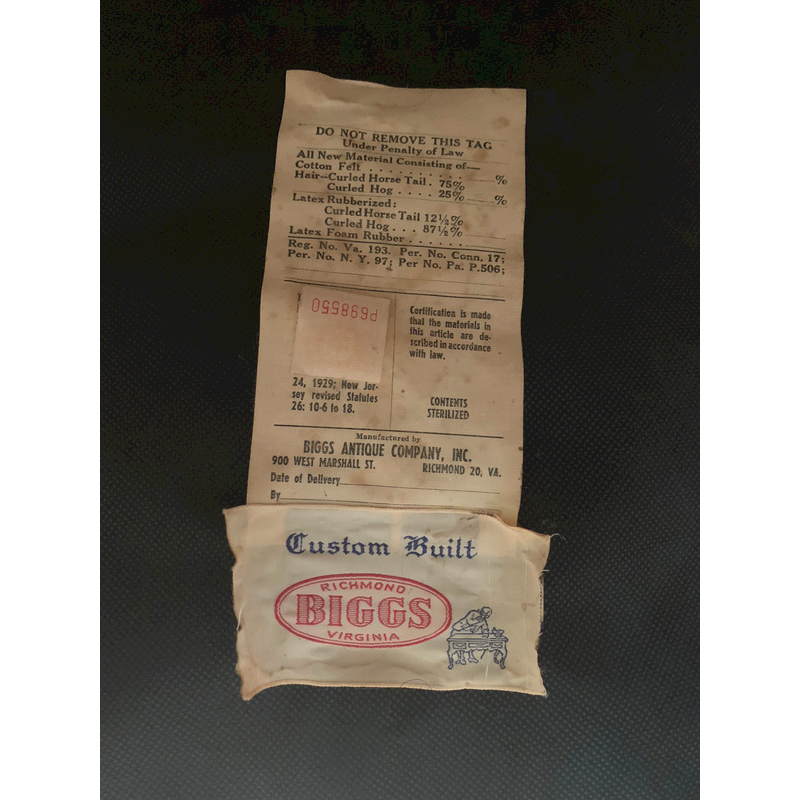 DO NOT REMOVE THIS TAG
Under Penalty of Law
All New Material Consisting of—
Cotton Felt . . . . . . . . . . %
Hair—Curled Horse Tail . 75%
Curled Hog . . . . 25% %
Latex Rubberized:
Curled Horse Tail 12½%
Curled Hog . . . 87½%
Latex Foam Rubber . . . . . .
Reg. No. Va. 193. Per. No. Conn. 17;
Per. No. N. Y. 97; Per No. Pa. P.506;
P698550
24, 1929; New Jer-
sey revised Statules
26: 10-6 to 18.
Certification is made
that the materials in
this article are de-
scribed in accordance
with law.
CONTENTS
STERILIZED
Manufactured by
BIGGS ANTIQUE COMPANY, INC.
900 WEST MARSHALL ST. RICHMOND 20, VA.
Date of Delivery
By
Custom Built
RICHMOND
BIGGS
VIRGINIA